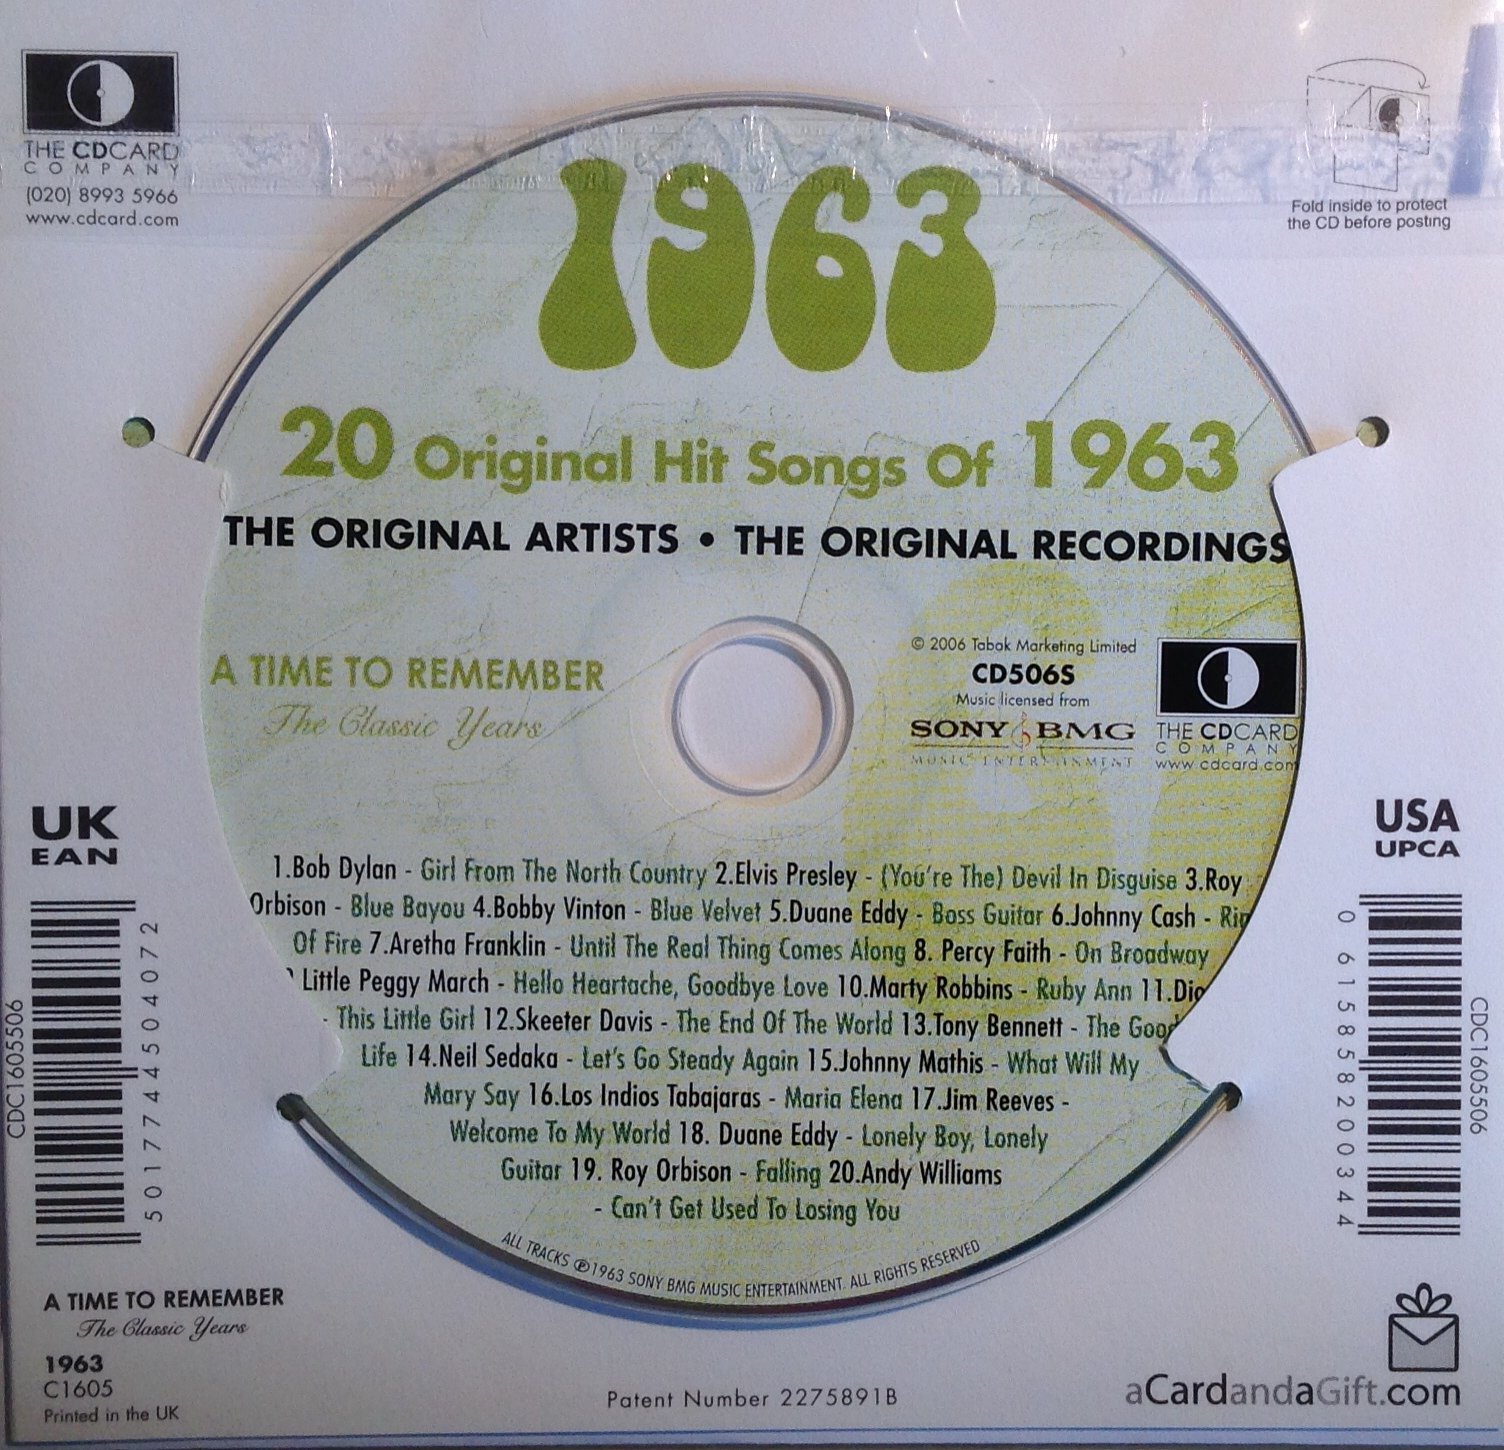 THE CDCARD
COMPANY
(020) 8993 5966
www.cdcard.com
Fold inside to protect
the CD before posting
1963
20 Original Hit Songs Of 1963
THE ORIGINAL ARTISTS • THE ORIGINAL RECORDINGS
A TIME TO REMEMBER
The Classic Years
© 2006 Tabak Marketing Limited
CD506S
Music licensed from
SONY BMG
MUSIC ENTERTAINMENT
THE CDCARD
COMPANY
www.cdcard.com
1.Bob Dylan - Girl From The North Country 2.Elvis Presley - (You're The) Devil In Disguise 3.Roy
Orbison - Blue Bayou 4.Bobby Vinton - Blue Velvet 5.Duane Eddy - Boss Guitar 6.Johnny Cash -
Of Fire 7.Aretha Franklin - Until The Real Thing Comes Along 8. Percy Faith - On Broadway
Little Peggy March - Hello Heartache, Goodbye Love 10.Marty Robbins - Ruby Ann 11.
- This Little Girl 12.Skeeter Davis - The End Of The World 13.Tony Bennett - The Good
Life 14.Neil Sedaka - Let's Go Steady Again 15.Johnny Mathis - What Will My
Mary Say 16.Los Indios Tabajaras - Maria Elena 17.Jim Reeves -
Welcome To My World 18. Duane Eddy - Lonely Boy, Lonely
Guitar 19. Roy Orbison - Falling 20.Andy Williams
- Can't Get Used To Losing You
ALL TRACKS ℗1963 SONY BMG MUSIC ENTERTAINMENT. ALL RIGHTS RESERVED
UK
EAN
CDC1605506
5017744504072
USA
UPCA
0 61585 82003 4 4
CDC1605506
A TIME TO REMEMBER
The Classic Years
1963
C1605
Printed in the UK
Patent Number 2275891B
aCardandaGift.com